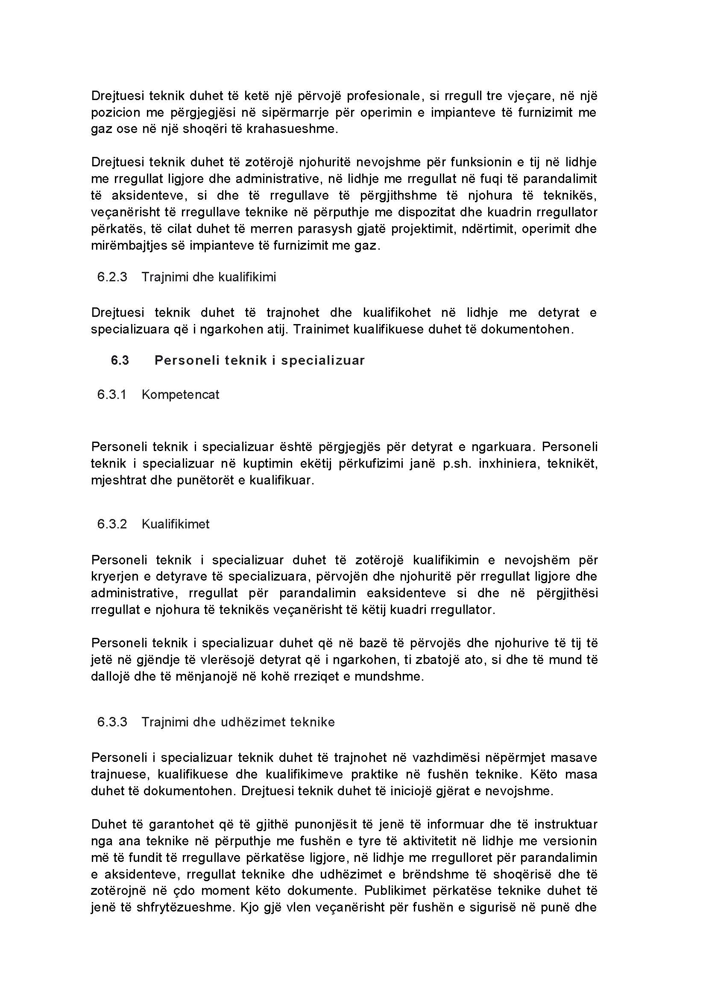 Drejtuesi teknik duhet të ketë një përvojë profesionale, si rregull tre vjeçare, në një
pozicion me përgjegjësi në sipërmarrje për operimin e impianteve të furnizimit me
gaz ose në një shoqëri të krahasueshme.
Drejtuesi teknik duhet të zotërojë njohuritë nevojshme për funksionin e tij në lidhje
me rregullat ligjore dhe administrative, në lidhje me rregullat në fuqi të parandalimit
të aksidenteve, si dhe të rregullave të përgjithshme të njohura të teknikës,
veçanërisht të rregullave teknike në përputhje me dispozitat dhe kuadrin rregullator
përkatës, të cilat duhet të merren parasysh gjatë projektimit, ndërtimit, operimit dhe
mirëmbajtjes së impianteve të furnizimit me gaz.
6.2.3 Trajnimi dhe kualifikimi
Drejtuesi teknik duhet të trajnohet dhe kualifikohet në lidhje me detyrat e
specializuara që i ngarkohen atij. Trainimet kualifikuese duhet të dokumentohen.
6.3 Personeli teknik i specializuar
6.3.1 Kompetencat
Personeli teknik i specializuar është përgjegjës për detyrat e ngarkuara. Personeli
teknik i specializuar në kuptimin ekëtij përkufizimi janë p.sh. inxhiniera, teknikët,
mjeshtrat dhe punëtorët e kualifikuar.
6.3.2 Kualifikimet
Personeli teknik i specializuar duhet të zotërojë kualifikimin e nevojshëm për
kryerjen e detyrave të specializuara, përvojën dhe njohuritë për rregullat ligjore dhe
administrative, rregullat për parandalimin eaksidenteve si dhe në përgjithësi
rregullat e njohura të teknikës veçanërisht të këtij kuadri rregullator.
Personeli teknik i specializuar duhet që në bazë të përvojës dhe njohurive të tij të
jetë në gjëndje të vlerësojë detyrat që i ngarkohen, ti zbatojë ato, si dhe të mund të
dallojë dhe të mënjanojë në kohë rreziqet e mundshme.
6.3.3 Trajnimi dhe udhëzimet teknike
Personeli i specializuar teknik duhet të trajnohet në vazhdimësi nëpërmjet masave
trajnuese, kualifikuese dhe kualifikimeve praktike në fushën teknike. Këto masa
duhet të dokumentohen. Drejtuesi teknik duhet të iniciojë gjërat e nevojshme.
Duhet të garantohet që të gjithë punonjësit të jenë të informuar dhe të instruktuar
nga ana teknike në përputhje me fushën e tyre të aktivitetit në lidhje me versionin
më të fundit të rregullave përkatëse ligjore, në lidhje me rregulloret për parandalimin
e aksidenteve, rregullat teknike dhe udhëzimet e brëndshme të shoqërisë dhe të
zotërojnë në çdo moment këto dokumente. Publikimet përkatëse teknike duhet të
jenë të shfrytëzueshme. Kjo gjë vlen veçanërisht për fushën e sigurisë në punë dhe